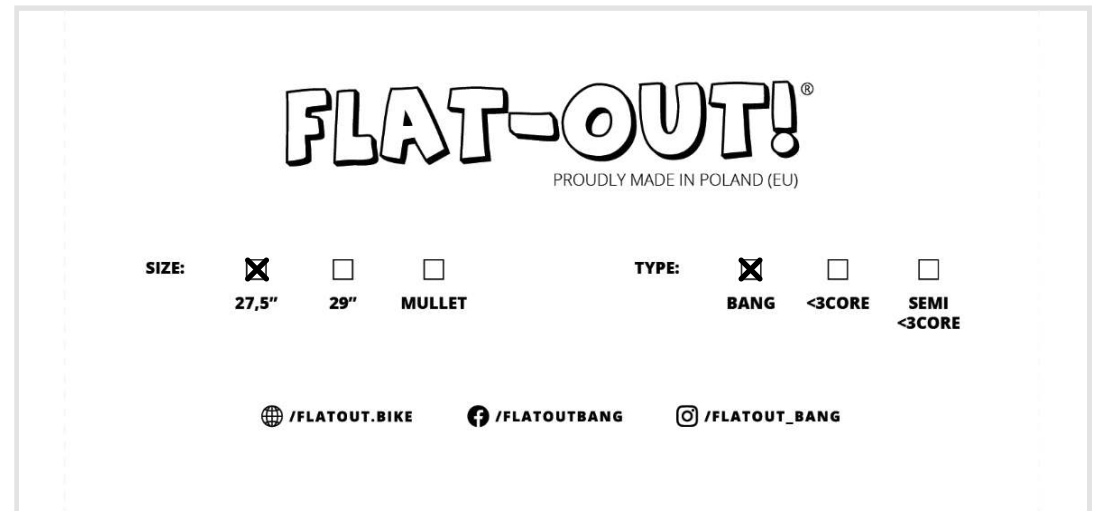 FLAT-OUT!®
PROUDLY MADE IN POLAND (EU)
SIZE: TYPE:
27,5” 29” MULLET BANG <3CORE SEMI
<3CORE
/FLATOUT.BIKE /FLATOUTBANG /FLATOUT_BANG